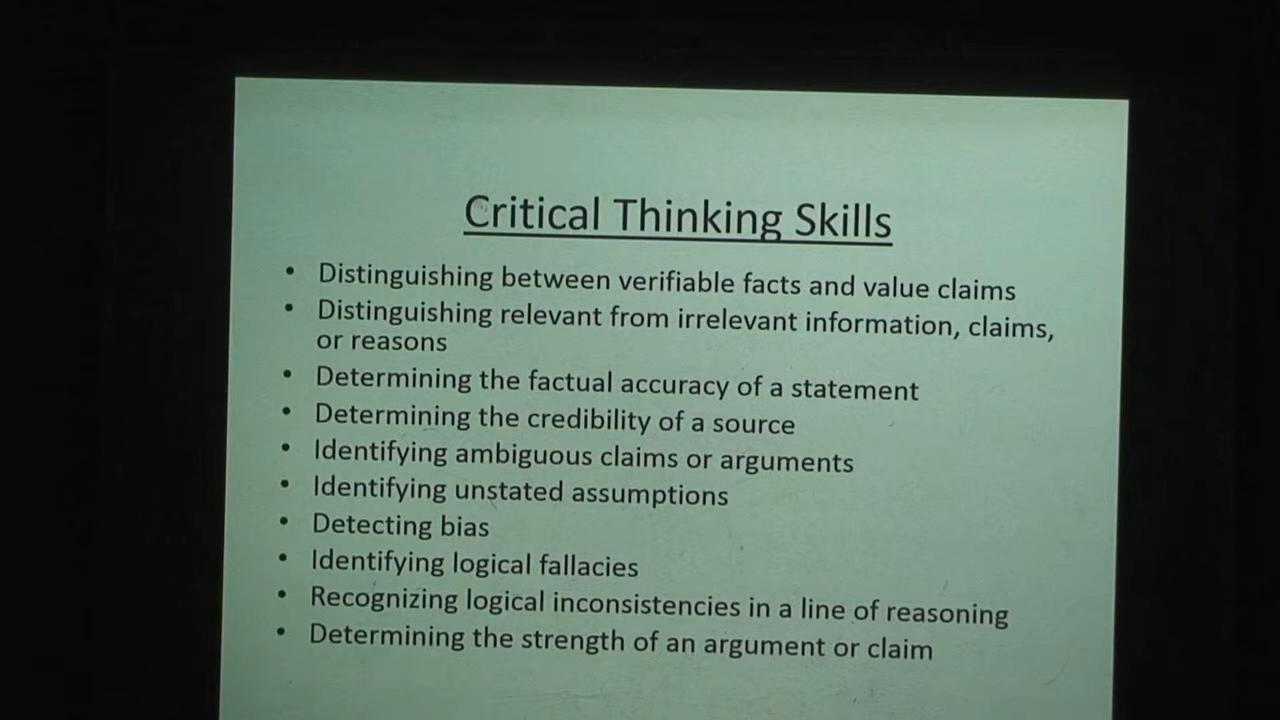 Critical Thinking Skills
• Distinguishing between verifiable facts and value claims
• Distinguishing relevant from irrelevant information, claims,
or reasons
• Determining the factual accuracy of a statement
• Determining the credibility of a source
• Identifying ambiguous claims or arguments
• Identifying unstated assumptions
• Detecting bias
• Identifying logical fallacies
• Recognizing logical inconsistencies in a line of reasoning
• Determining the strength of an argument or claim